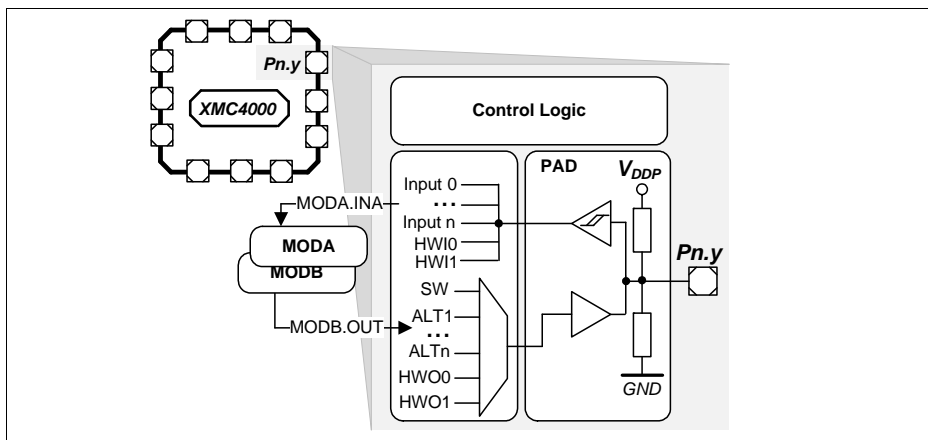 Pn.y
XMC4000
Control Logic
PAD
VDDP
Input 0
...
Input n
HWI0
HWI1
MODA.INA
MODA
MODB
Pn.y
SW
ALT1
...
ALTn
HWO0
HWO1
MODB.OUT
GND